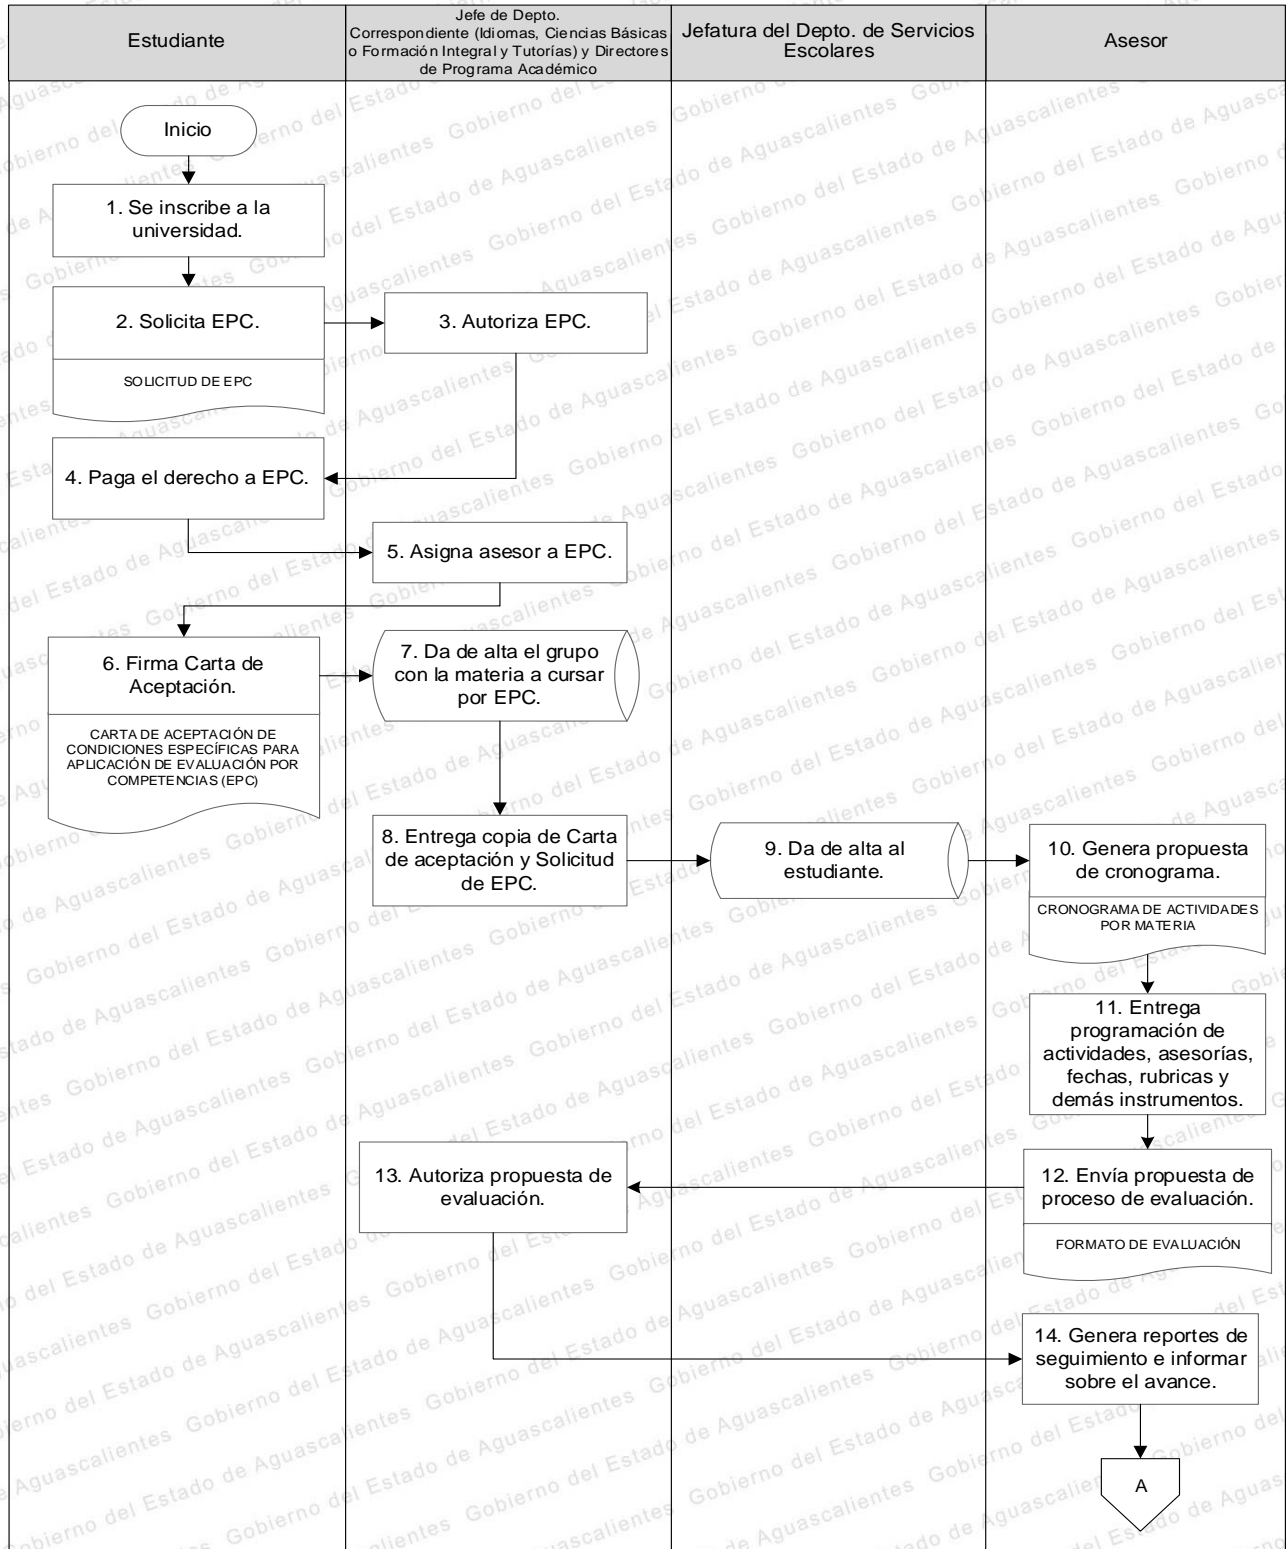 Estudiante
Jefe de Depto.
Correspondiente (Idiomas, Ciencias Básicas
o Formación Integral y Tutorías) y Directores
de Programa Académico
Jefatura del Depto. de Servicios
Escolares
Asesor
Inicio
1. Se inscribe a la
universidad.
2. Solicita EPC.
SOLICITUD DE EPC
3. Autoriza EPC.
4. Paga el derecho a EPC.
5. Asigna asesor a EPC.
6. Firma Carta de
Aceptación.
CARTA DE ACEPTACIÓN DE
CONDICIONES ESPECÍFICAS PARA
APLICACIÓN DE EVALUACIÓN POR
COMPETENCIAS (EPC)
7. Da de alta el grupo
con la materia a cursar
por EPC.
8. Entrega copia de Carta
de aceptación y Solicitud
de EPC.
9. Da de alta al
estudiante.
10. Genera propuesta
de cronograma.
CRONOGRAMA DE ACTIVIDADES
POR MATERIA
11. Entrega
programación de
actividades, asesorías,
fechas, rubricas y
demás instrumentos.
12. Envía propuesta de
proceso de evaluación.
FORMATO DE EVALUACIÓN
13. Autoriza propuesta de
evaluación.
14. Genera reportes de
seguimiento e informar
sobre el avance.
A
Gobierno del Estado de Aguascalientes